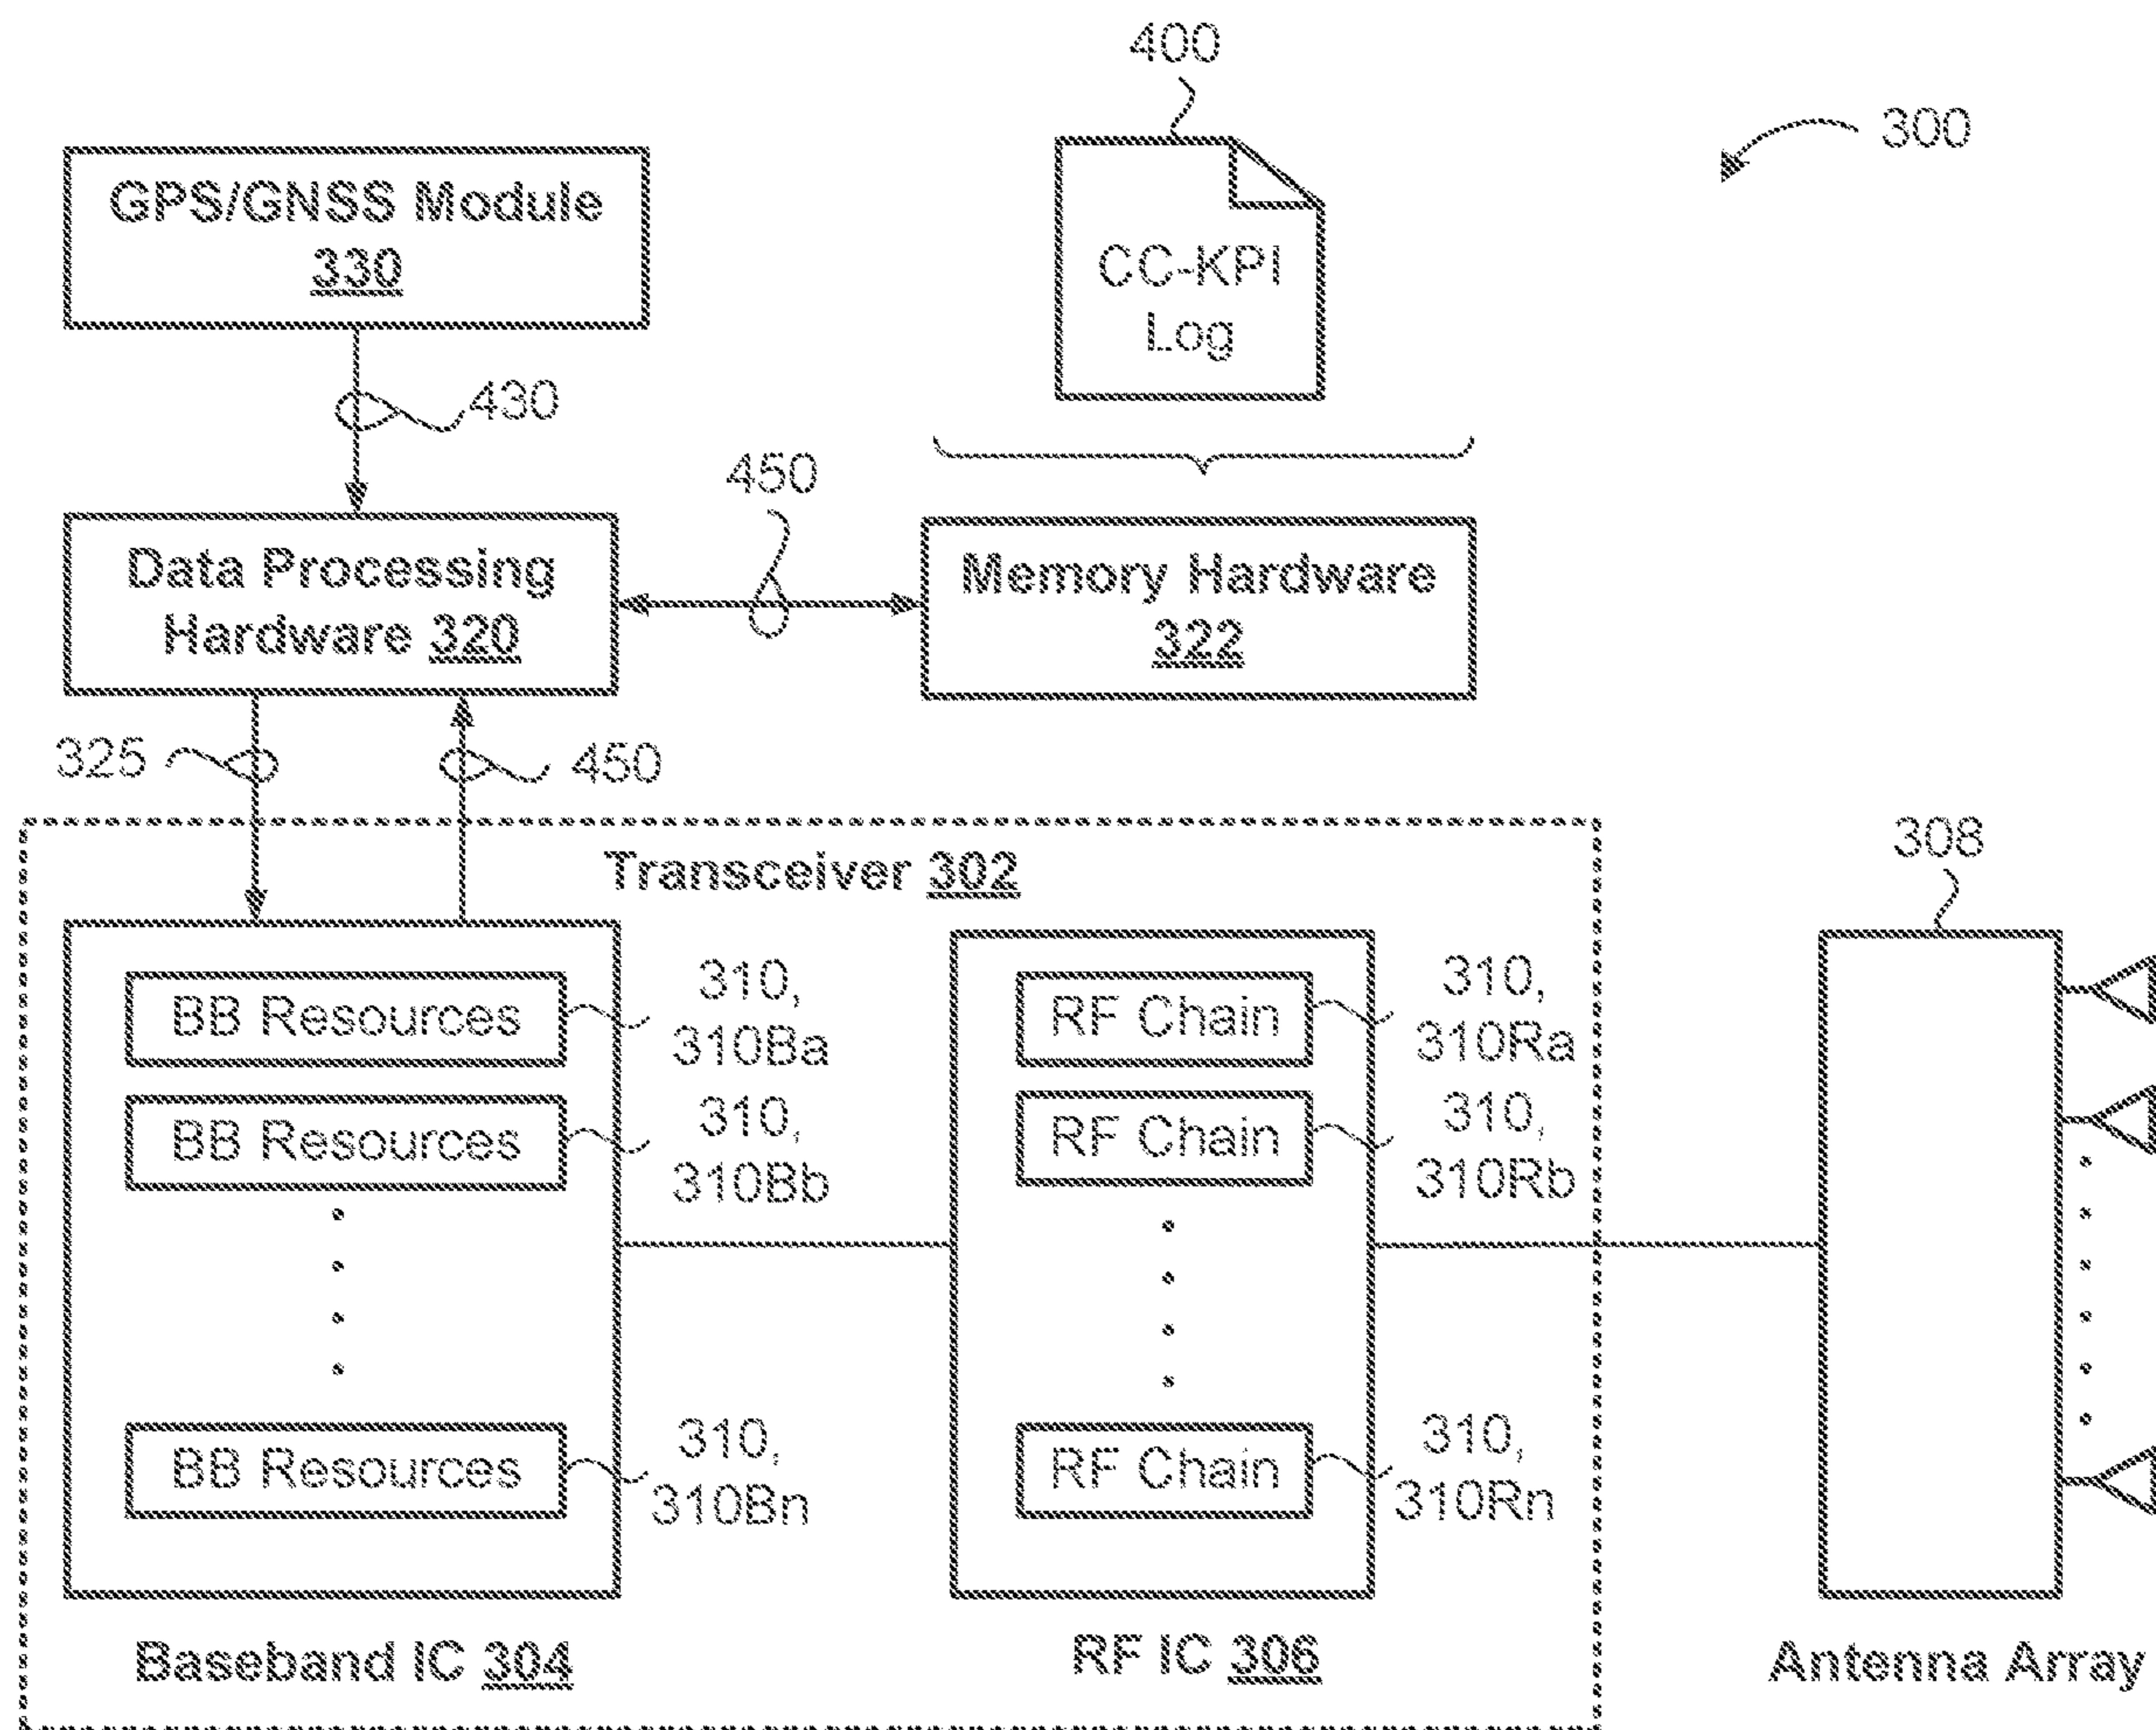 400
300
GPS/GNSS Module
330
CC-KPI
Log
430
450
Data Processing
Hardware 320
Memory Hardware
322
325
450
Transceiver 302
308
BB Resources
310,
310Ba
RF Chain
310,
310Ra
BB Resources
310,
310Bb
RF Chain
310,
310Rb
BB Resources
310,
310Bn
RF Chain
310,
310Rn
Baseband IC 304
RF IC 306
Antenna Array